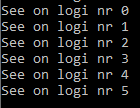 See on logi nr 0
See on logi nr 1
See on logi nr 2
See on logi nr 3
See on logi nr 4
See on logi nr 5